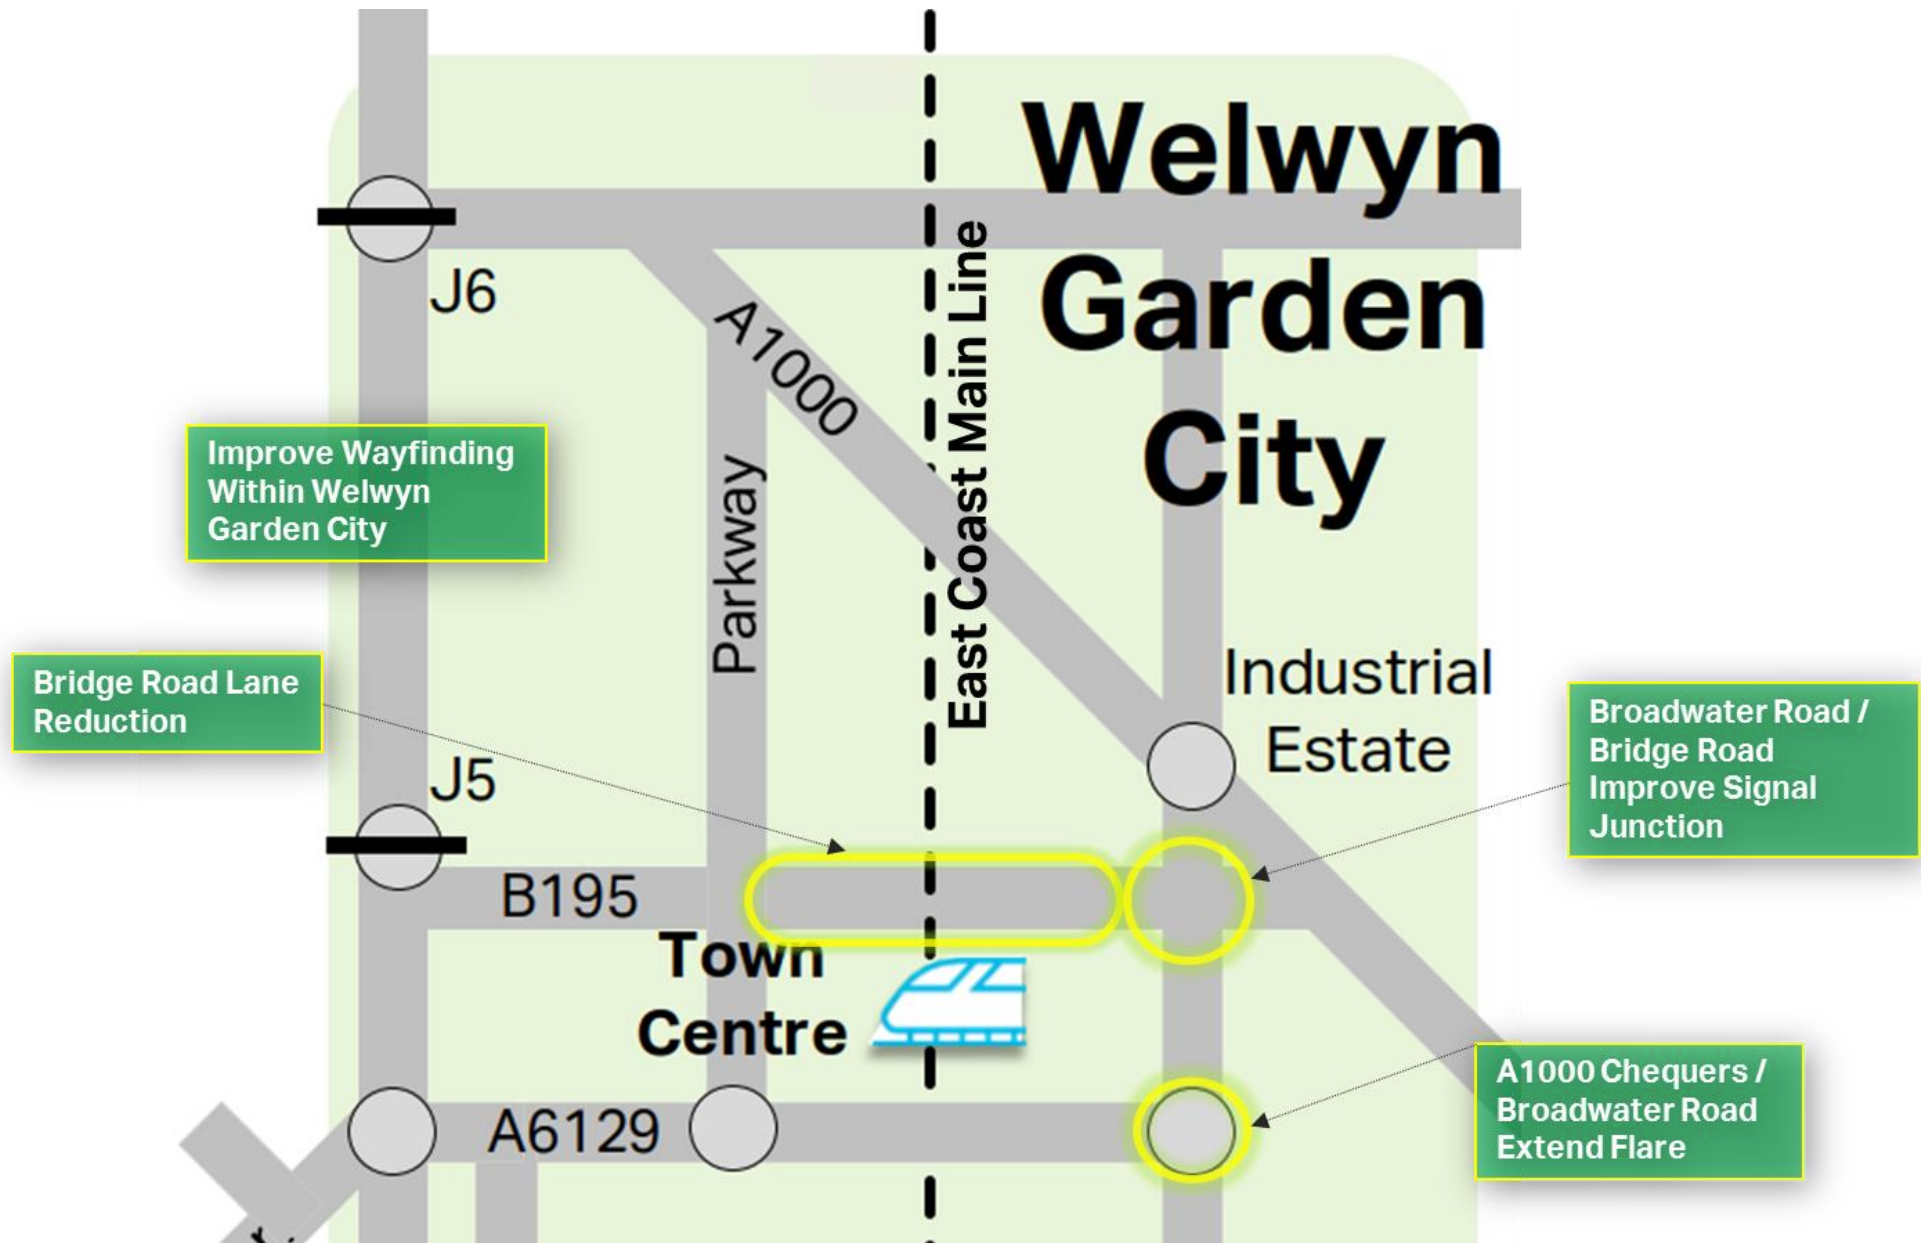 Welwyn
Garden
City
J6
A1000
East Coast Main Line
Improve Wayfinding
Within Welwyn
Garden City
Parkway
Bridge Road Lane
Reduction
Industrial
Estate
Broadwater Road /
Bridge Road
Improve Signal
Junction
J5
B195
Town
Centre
A6129
A1000 Chequers /
Broadwater Road
Extend Flare